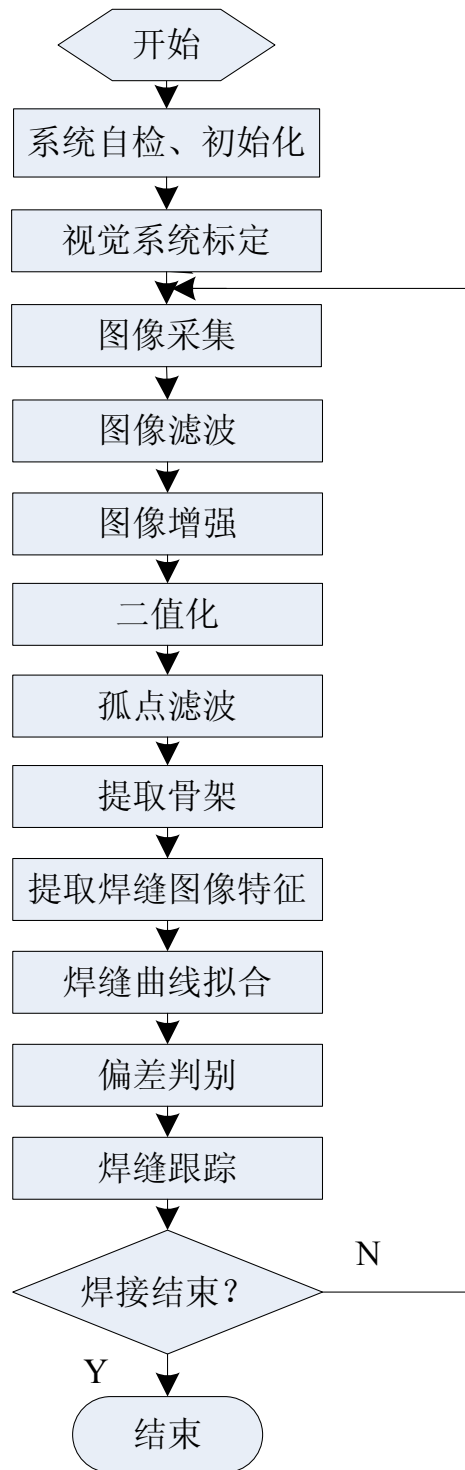 开始
系统自检、初始化
视觉系统标定
图像采集
图像滤波
图像增强
二值化
孤点滤波
提取骨架
提取焊缝图像特征
焊缝曲线拟合
偏差判别
焊缝跟踪
焊接结束？
N
Y
结束